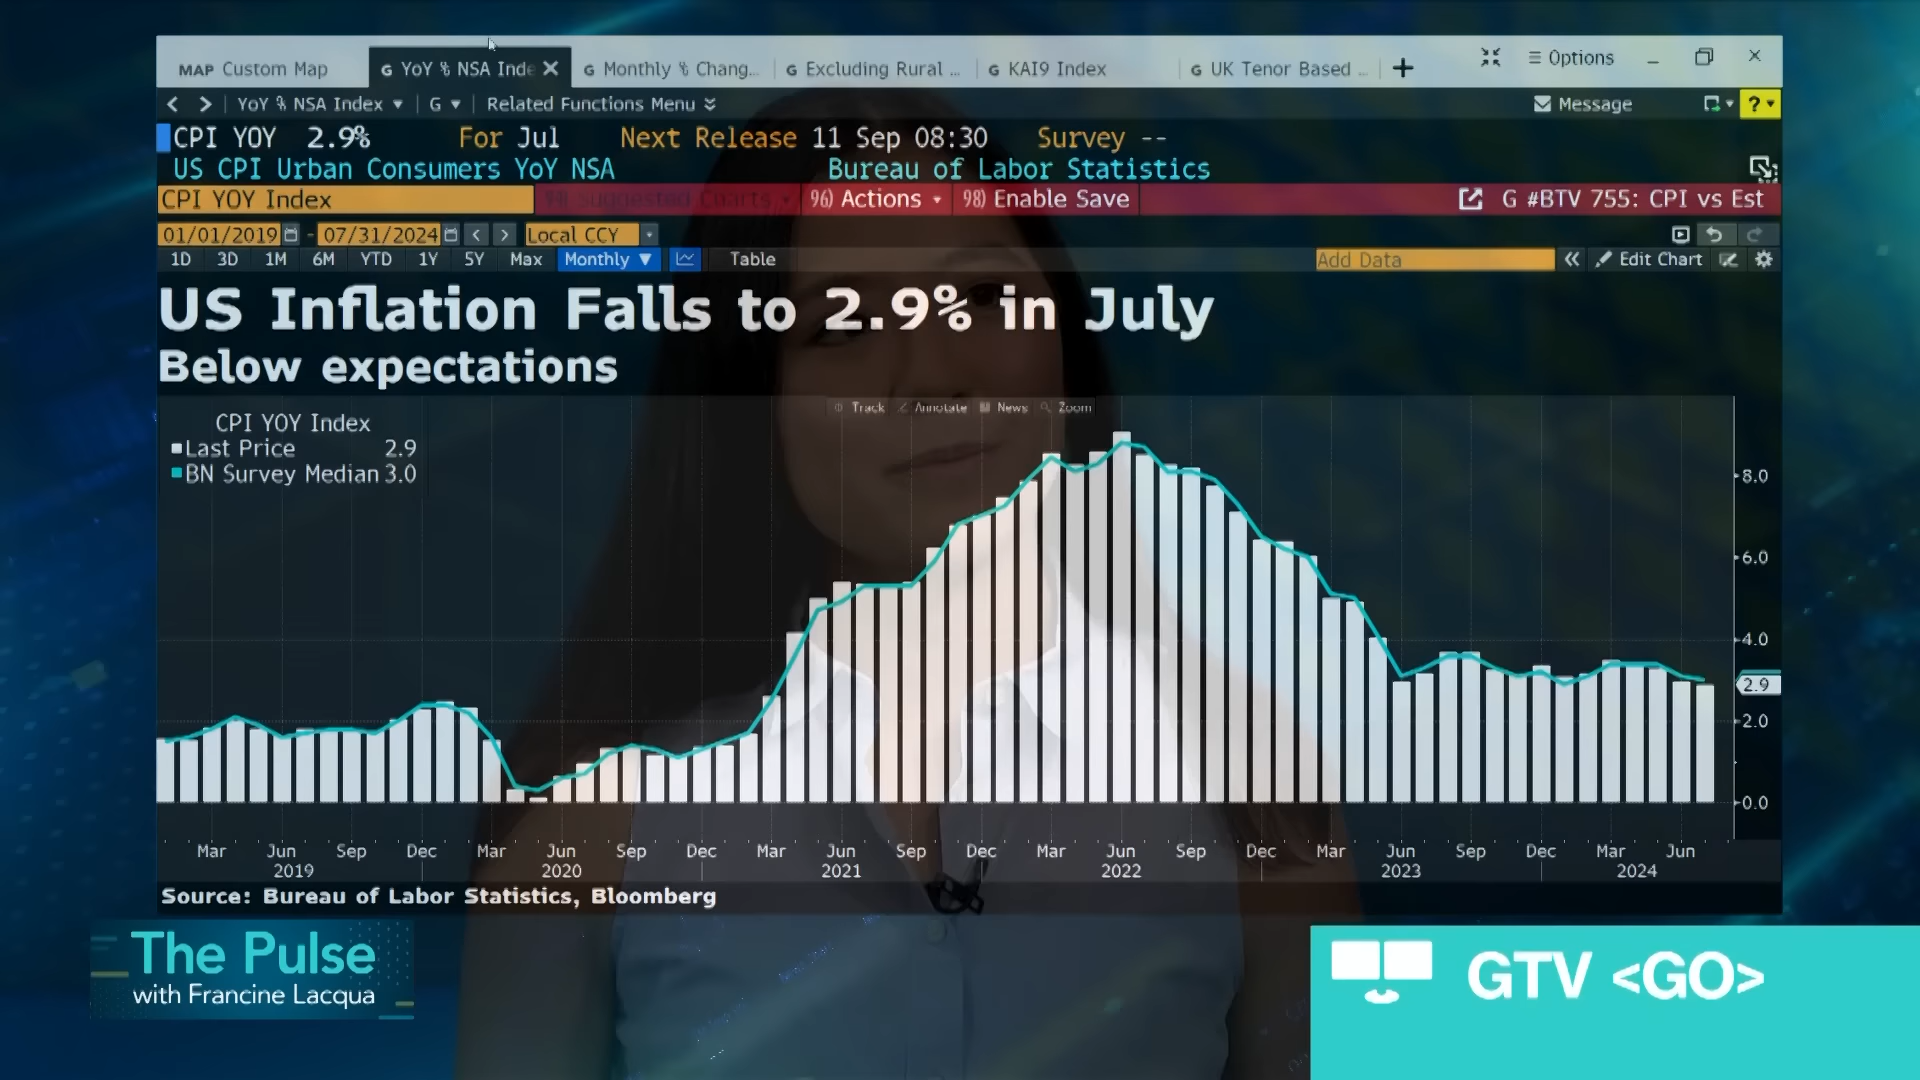 MAP Custom Map
G YoY % NSA Inde
G Monthly % Chang...
G Excluding Rural ...
G KAI9 Index
G UK Tenor Based ...
Options
YoY % NSA Index
G
Related Functions Menu
Message
?
CPI YOY 2.9% For Jul Next Release 11 Sep 08:30 Survey --
US CPI Urban Consumers YoY NSA Bureau of Labor Statistics
CPI YOY Index
94) Suggested Charts
96) Actions
98) Enable Save
G #BTV 755: CPI vs Est
01/01/2019 - 07/31/2024
Local CCY
1D 3D 1M 6M YTD 1Y 5Y Max Monthly ▼
Table
Add Data
« Edit Chart
US Inflation Falls to 2.9% in July
Below expectations
Track Annotate News Zoom
CPI YOY Index
Last Price 2.9
BN Survey Median 3.0
8.0
6.0
4.0
2.9
2.0
0.0
Mar Jun Sep Dec Mar Jun Sep Dec Mar Jun Sep Dec Mar Jun Sep Dec Mar Jun Sep Dec Mar Jun
2019 2020 2021 2022 2023 2024
Source: Bureau of Labor Statistics, Bloomberg
The Pulse
with Francine Lacqua
GTV <GO>